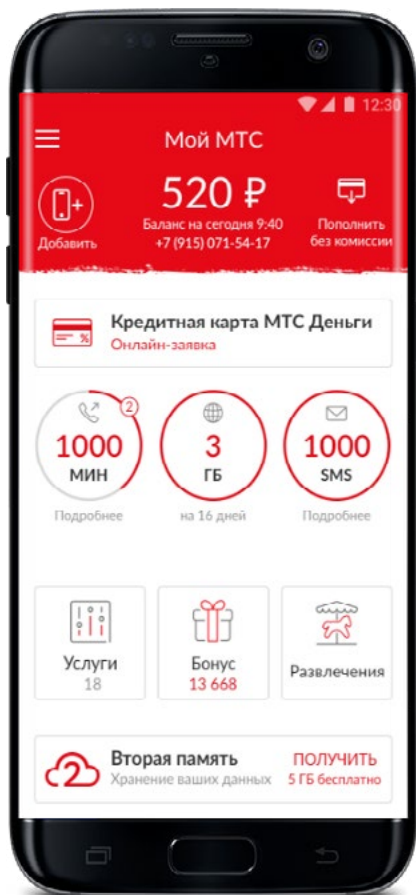 12:30
Мой МТС
520 ₽
Баланс на сегодня 9:40
+7 (915) 071-54-17
Добавить
Пополнить
без комиссии
%
Кредитная карта МТС Деньги
Онлайн-заявка
2
1000
МИН
Подробнее
3
ГБ
на 16 дней
1000
SMS
Подробнее
Услуги
18
Бонус
13 668
Развлечения
2
Вторая память
Хранение ваших данных
ПОЛУЧИТЬ
5 ГБ бесплатно